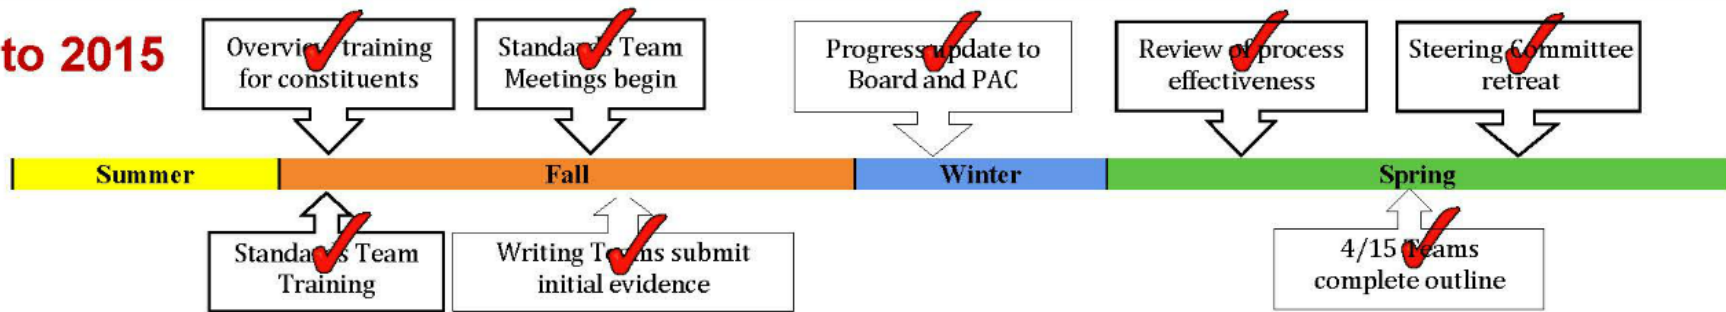 to 2015
Overview training
for constituents
Standards Team
Meetings begin
Progress update to
Board and PAC
Review of process
effectiveness
Steering Committee
retreat
Summer
Fall
Winter
Spring
Standards Team
Training
Writing Teams submit
initial evidence
4/15 Teams
complete outline